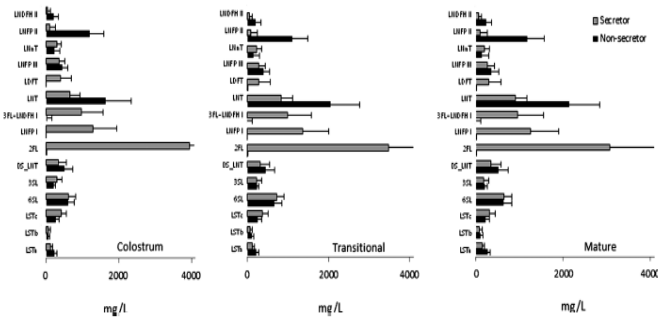 LNDFH II
LNFP II
LNnT
LNFP III
LDFT
LNT
3FL-LNDFH I
LNFP I
2FL
DS_LNT
3SL
6SL
LSTc
LSTb
LSTa
Colostrum
0
2000
4000
mg/L
LNDFH II
LNFP II
LNnT
LNFP III
LDFT
LNT
3FL-LNDFH I
LNFP I
2FL
DS_LNT
3SL
6SL
LSTc
LSTb
LSTa
Transitional
0
2000
4000
mg/L
LNDFH II
LNFP II
LNnT
LNFP III
LDFT
LNT
3FL-LNDFH I
LNFP I
2FL
DS_LNT
3SL
6SL
LSTc
LSTb
LSTa
Secretor
Non-secretor
Mature
0
2000
4000
mg/L